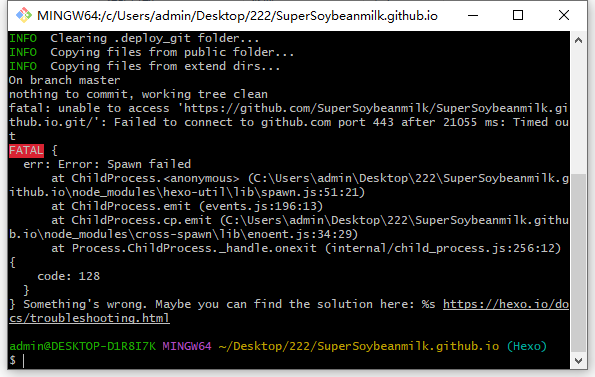 MINGW64:/c/Users/admin/Desktop/222/SuperSoybeanmilk.github.io
INFO  Clearing .deploy_git folder...
INFO  Copying files from public folder...
INFO  Copying files from extend dirs...
On branch master
nothing to commit, working tree clean
fatal: unable to access 'https://github.com/SuperSoybeanmilk/SuperSoybeanmilk.gi
thub.io.git/': Failed to connect to github.com port 443 after 21055 ms: Timed ou
t
FATAL {
  err: Error: Spawn failed
      at ChildProcess.<anonymous> (C:\Users\admin\Desktop\222\SuperSoybeanmilk.g
ithub.io\node_modules\hexo-util\lib\spawn.js:51:21)
      at ChildProcess.emit (events.js:196:13)
      at ChildProcess.cp.emit (C:\Users\admin\Desktop\222\SuperSoybeanmilk.githu
b.io\node_modules\cross-spawn\lib\enoent.js:34:29)
      at Process.ChildProcess._handle.onexit (internal/child_process.js:256:12)
{
    code: 128
  }
} Something's wrong. Maybe you can find the solution here: %s https://hexo.io/do
cs/troubleshooting.html
admin@DESKTOP-D1R8I7K MINGW64 ~/Desktop/222/SuperSoybeanmilk.github.io (Hexo)
$